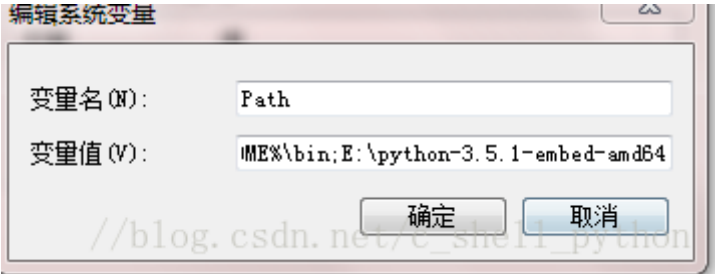 编辑系统变量
变量名(N):
Path
变量值(V):
ME%\bin;E:\python-3.5.1-embed-amd64
确定
取消
//blog.csdn.net/c_shell_python